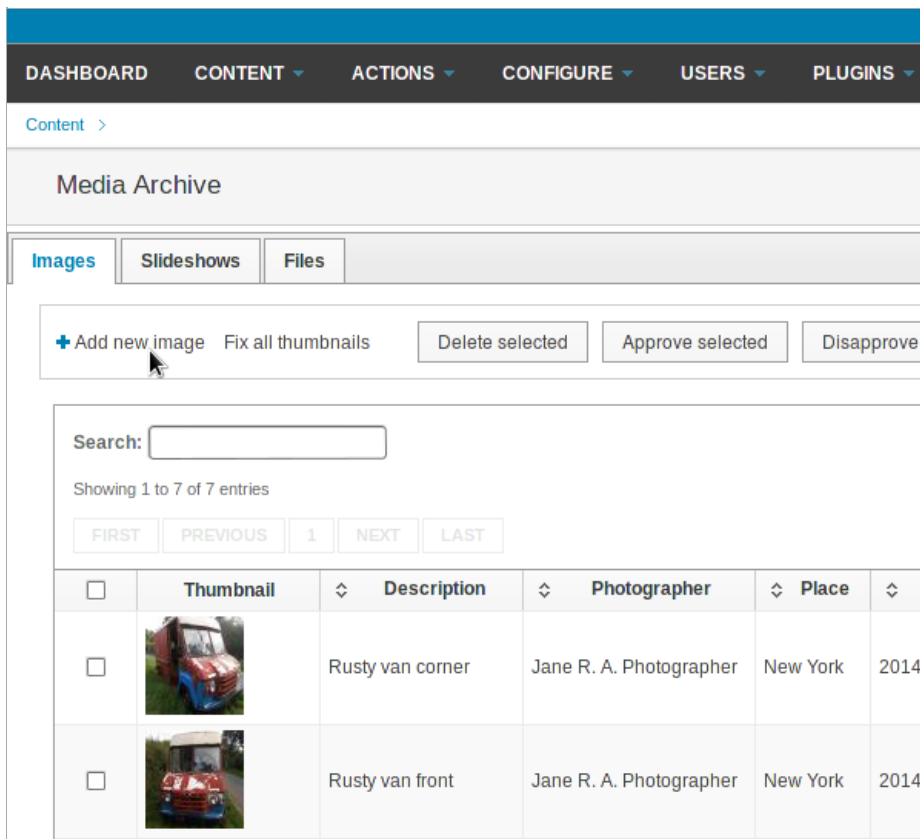 DASHBOARD CONTENT ACTIONS CONFIGURE USERS PLUGINS
Content >
Media Archive
Images Slideshows Files
Add new image Fix all thumbnails Delete selected Approve selected Disapprove
Search:
Showing 1 to 7 of 7 entries
FIRST PREVIOUS 1 NEXT LAST
Thumbnail Description Photographer Place
Rusty van corner Jane R. A. Photographer New York 2014
Rusty van front Jane R. A. Photographer New York 2014